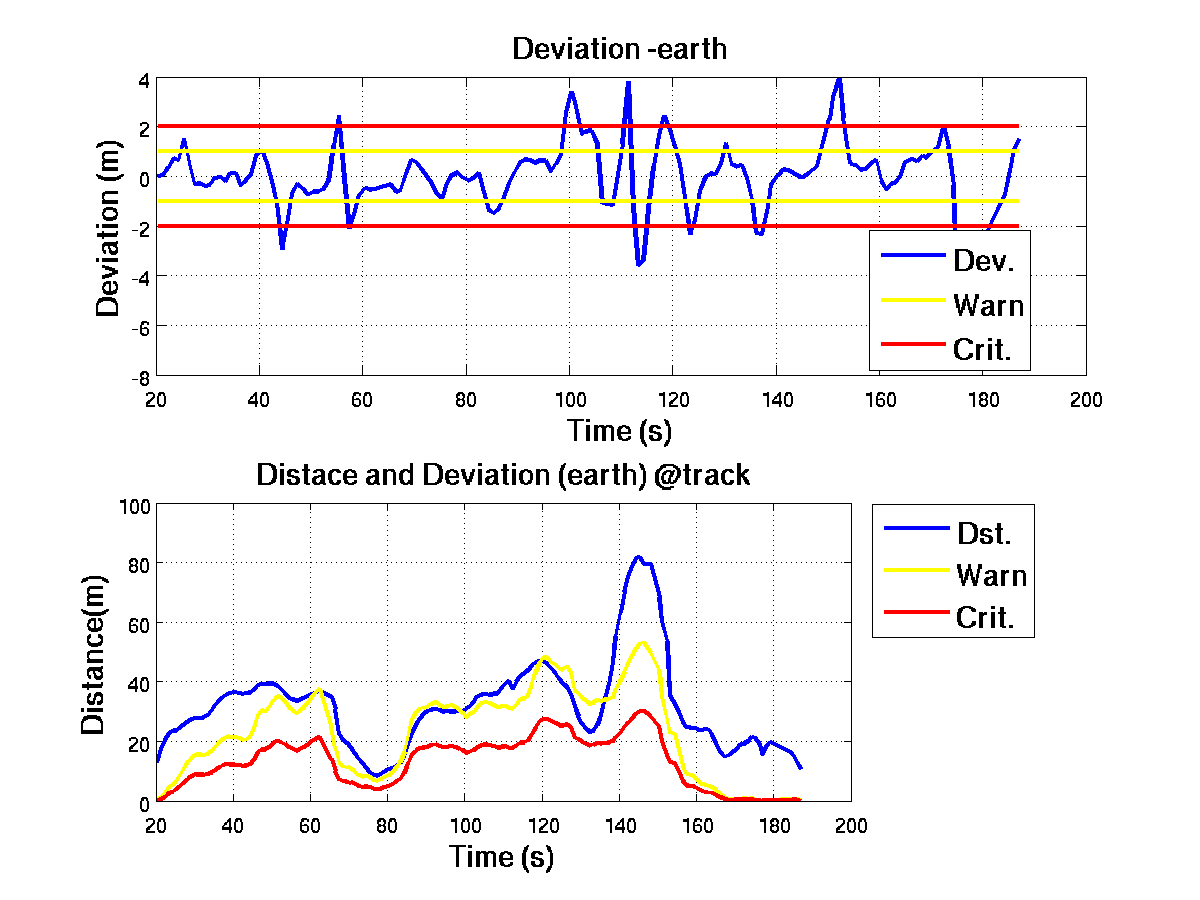 Deviation -earth
4
2
0
-2
-4
-6
-8
Deviation (m)
20 40 60 80 100 120 140 160 180 200
Time (s)
Dev.
Warn
Crit.
Distace and Deviation (earth) @track
100
80
60
40
20
0
Distance(m)
20 40 60 80 100 120 140 160 180 200
Time (s)
Dst.
Warn
Crit.